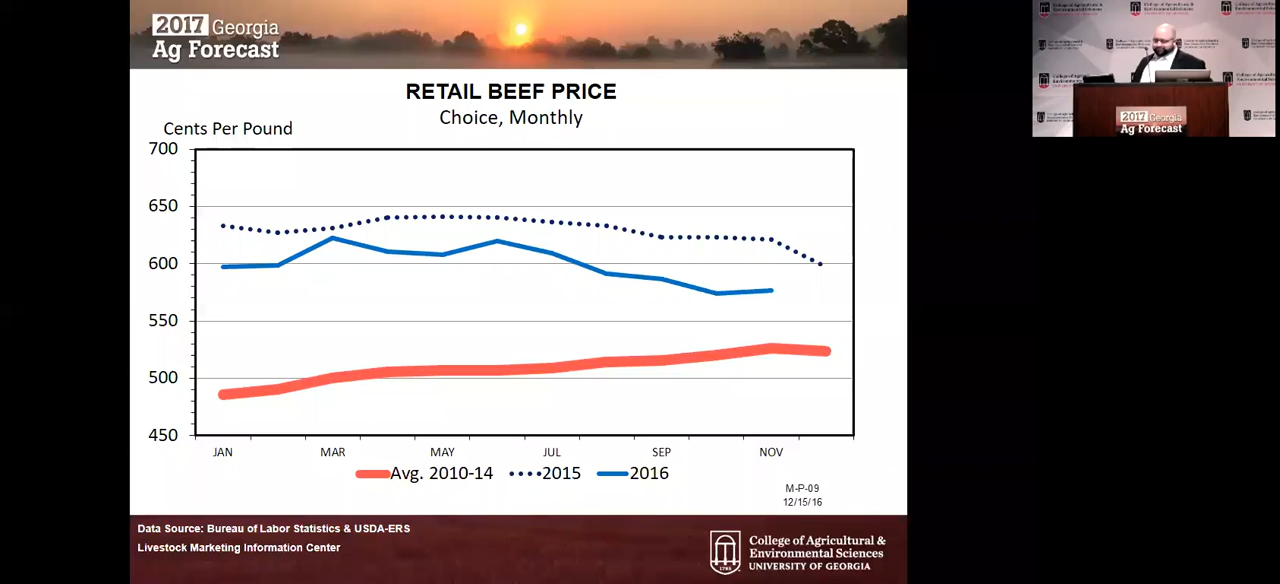 2017 Georgia
Ag Forecast
RETAIL BEEF PRICE
Choice, Monthly
Cents Per Pound
700
650
600
550
500
450
JAN
MAR
MAY
JUL
SEP
NOV
Avg. 2010-14
2015
2016
M-P-09
12/15/16
Data Source: Bureau of Labor Statistics & USDA-ERS
Livestock Marketing Information Center
1785
College of Agricultural &
Environmental Sciences
UNIVERSITY OF GEORGIA
2017 Georgia
Ag Forecast